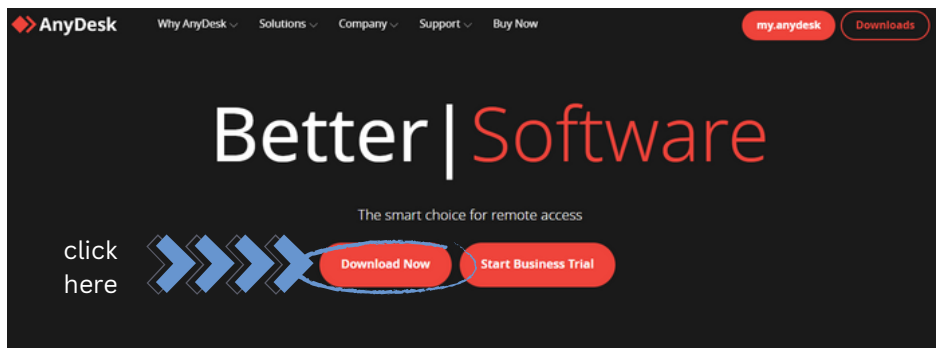 AnyDesk Why AnyDesk Solutions Company Support Buy Now my.anydesk Downloads
Better|Software
The smart choice for remote access
click
here
Download Now Start Business Trial